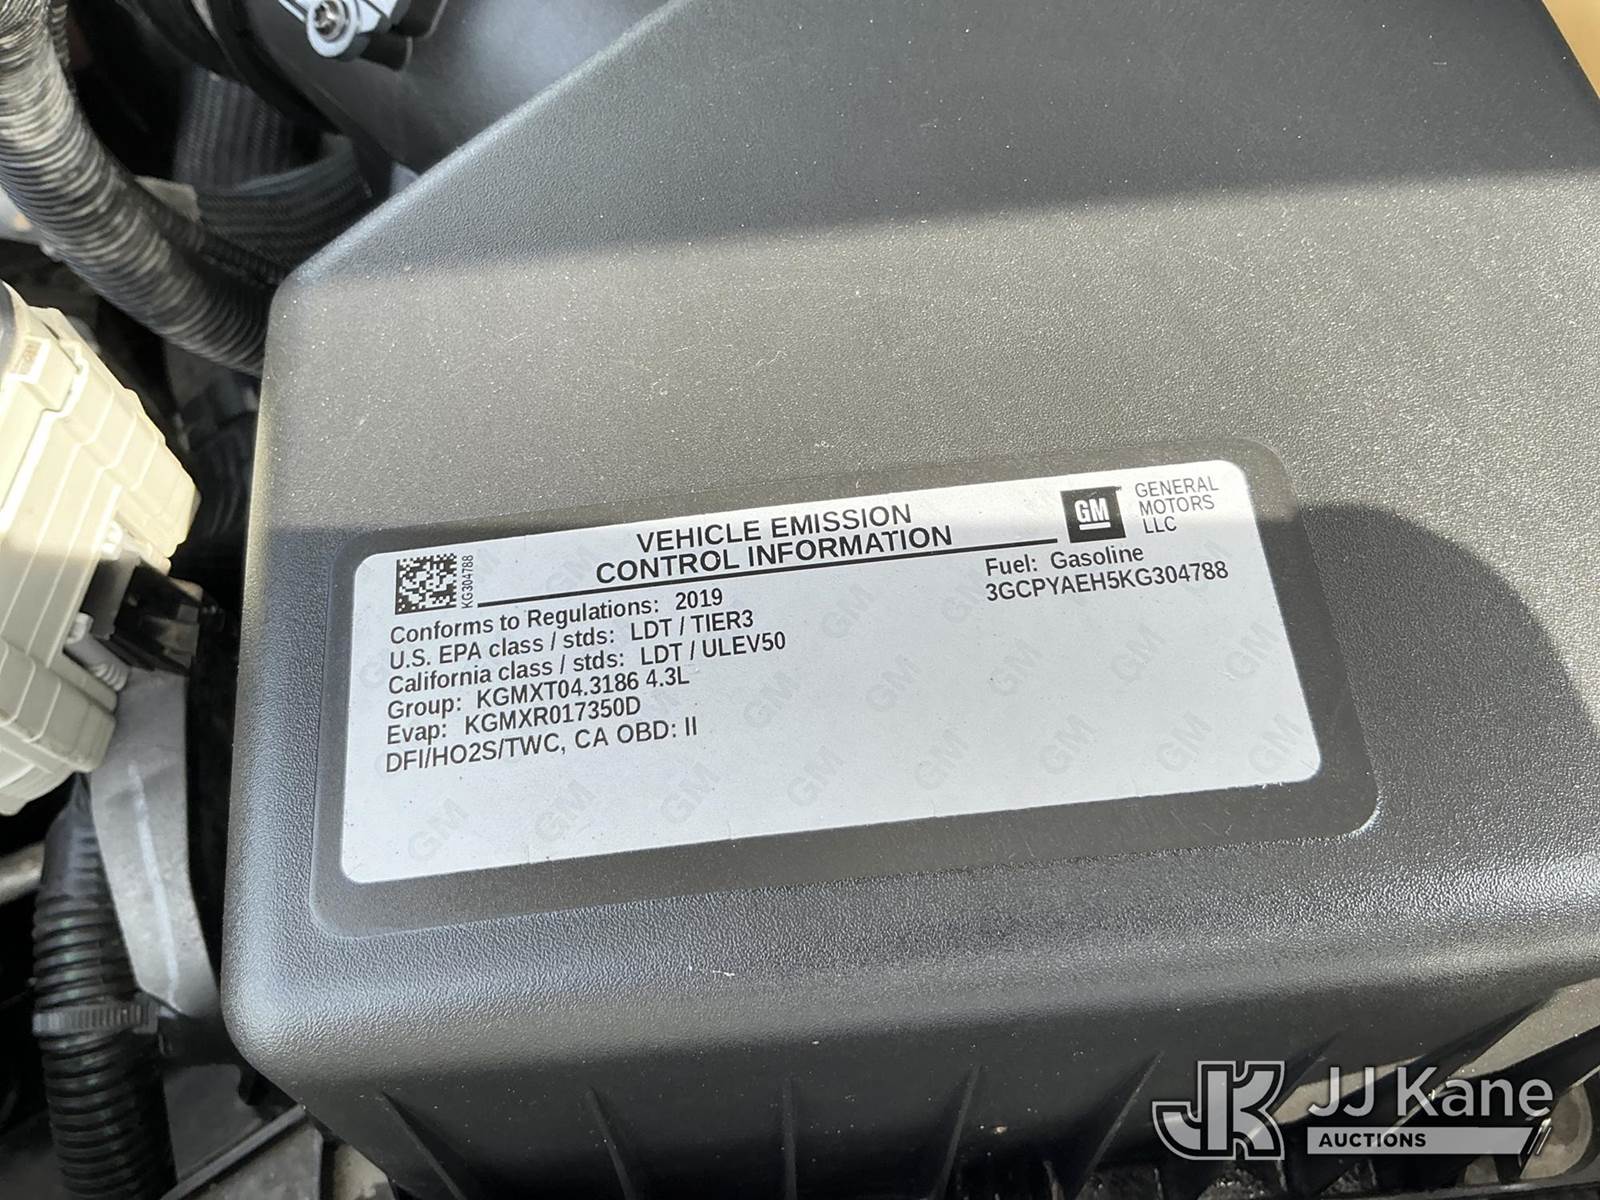 VEHICLE EMISSION
CONTROL INFORMATION
GM
GENERAL
MOTORS
LLC
KG304788
Fuel: Gasoline
3GCPYAEH5KG304788
Conforms to Regulations: 2019
U.S. EPA class / stds: LDT / TIER3
California class / stds: LDT / ULEV50
Group: KGMXT04.3186 4.3L
Evap: KGMXR017350D
DFI/HO2S/TWC, CA OBD: II
JK JJ Kane
AUCTIONS